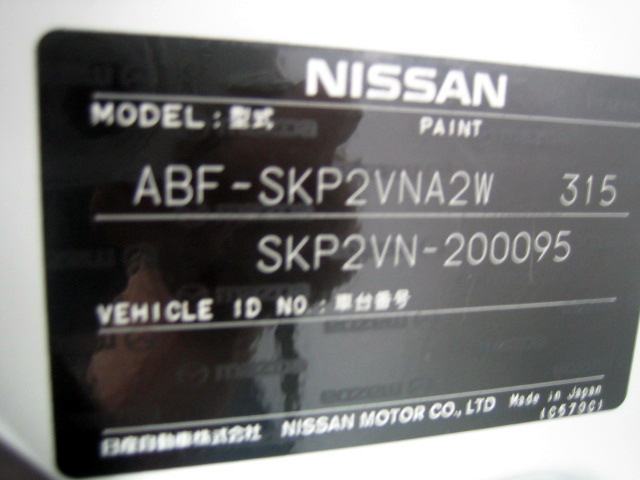 NISSAN
MODEL:型式 PAINT
ABF-SKP2VNA2W 315
SKP2VN-200095
VEHICLE ID NO.:車台番号
日産自動車株式会社 NISSAN MOTOR CO., LTD Made in Japan
mazda